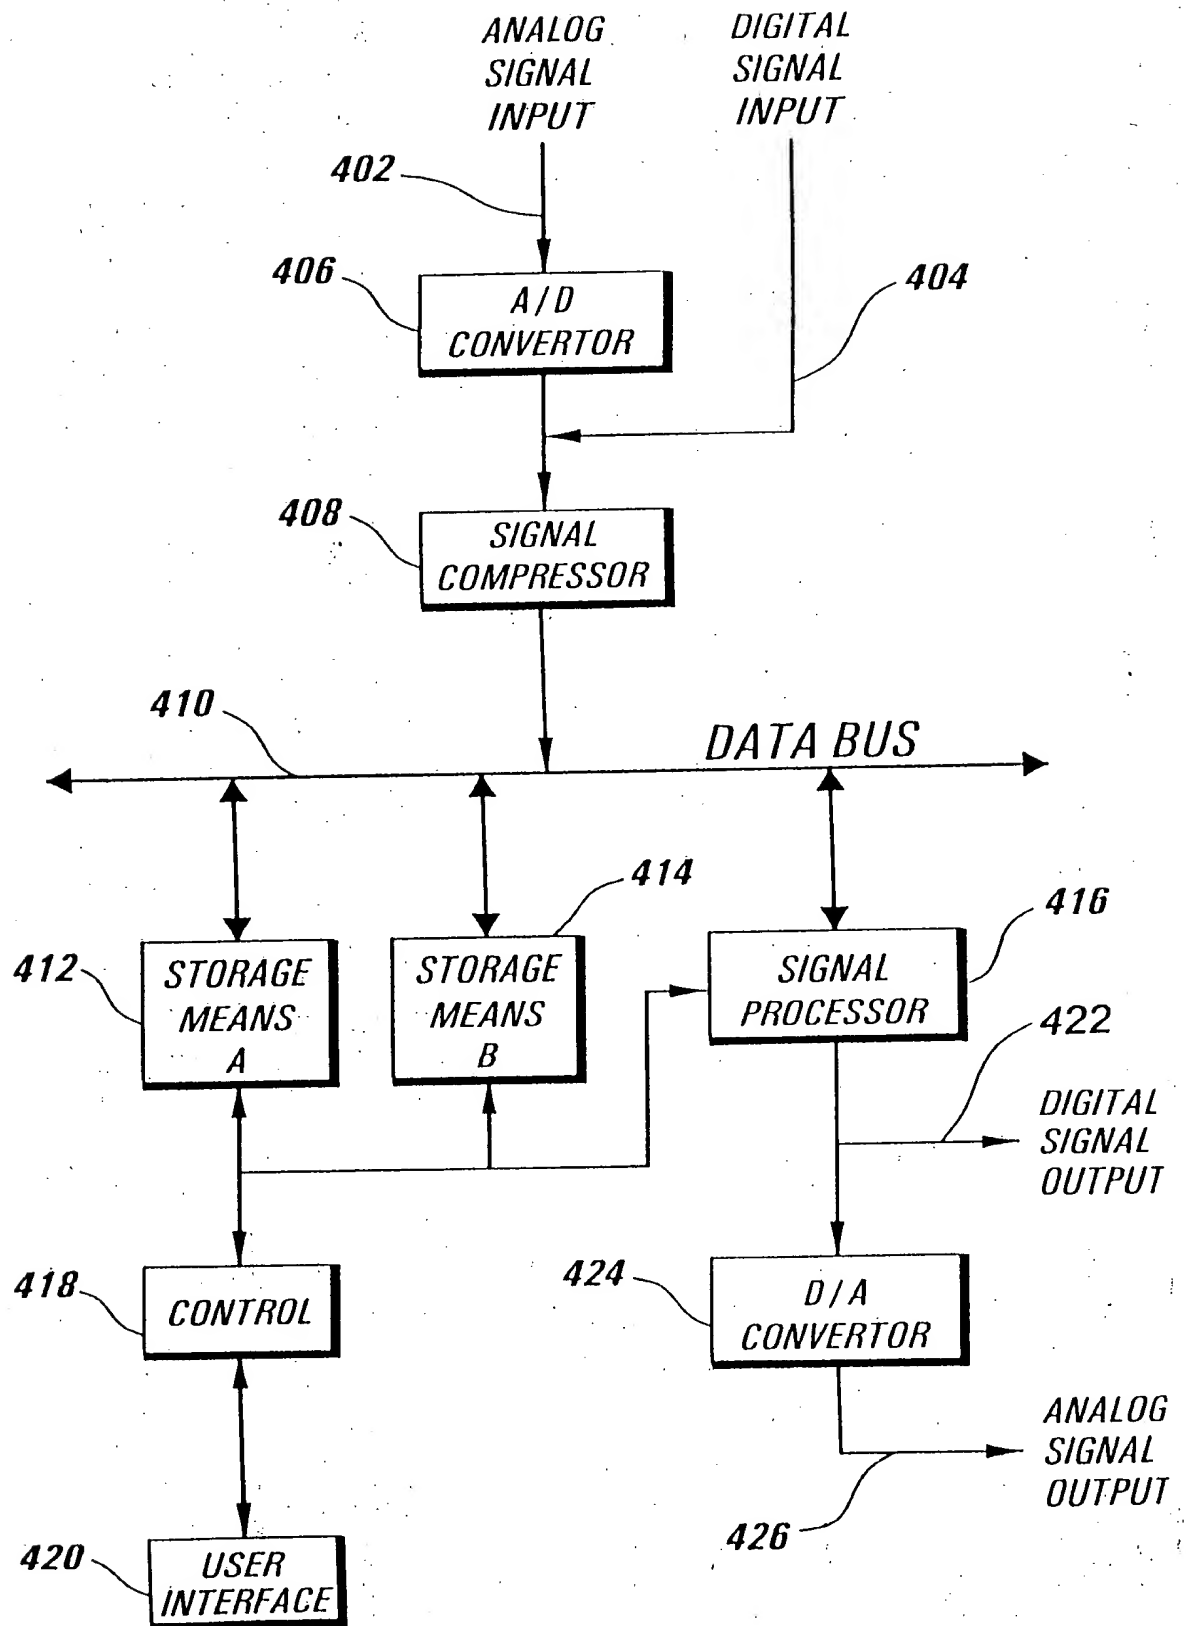 ANALOG
SIGNAL
INPUT
DIGITAL
SIGNAL
INPUT
402
406
A/D
CONVERTOR
404
408
SIGNAL
COMPRESSOR
410
DATA BUS
412
STORAGE
MEANS
A
414
STORAGE
MEANS
B
416
SIGNAL
PROCESSOR
422
DIGITAL
SIGNAL
OUTPUT
418
CONTROL
424
D/A
CONVERTOR
ANALOG
SIGNAL
OUTPUT
426
420
USER
INTERFACE